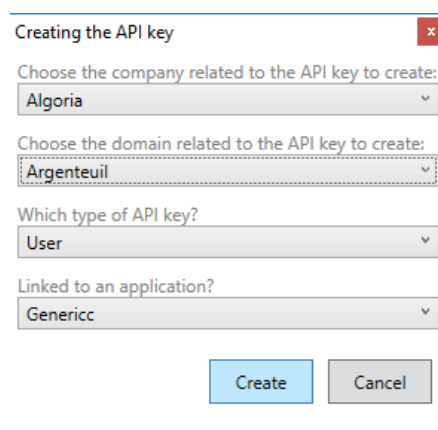 Creating the API key
x
Choose the company related to the API key to create:
Algoria
Choose the domain related to the API key to create:
Argenteuil
Which type of API key?
User
Linked to an application?
Genericc
Create Cancel